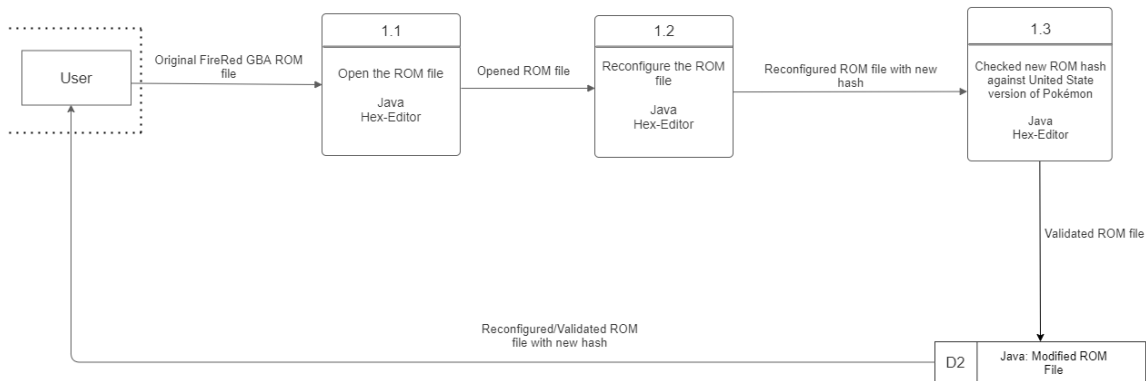 User
Original FireRed GBA ROM
file
1.1
Open the ROM file
Java
Hex-Editor
Opened ROM file
1.2
Reconfigure the ROM
file
Java
Hex-Editor
Reconfigured ROM file with new
hash
1.3
Checked new ROM hash
against United State
version of Pokémon
Java
Hex-Editor
Validated ROM file
D2
Java: Modified ROM
File
Reconfigured/Validated ROM
file with new hash